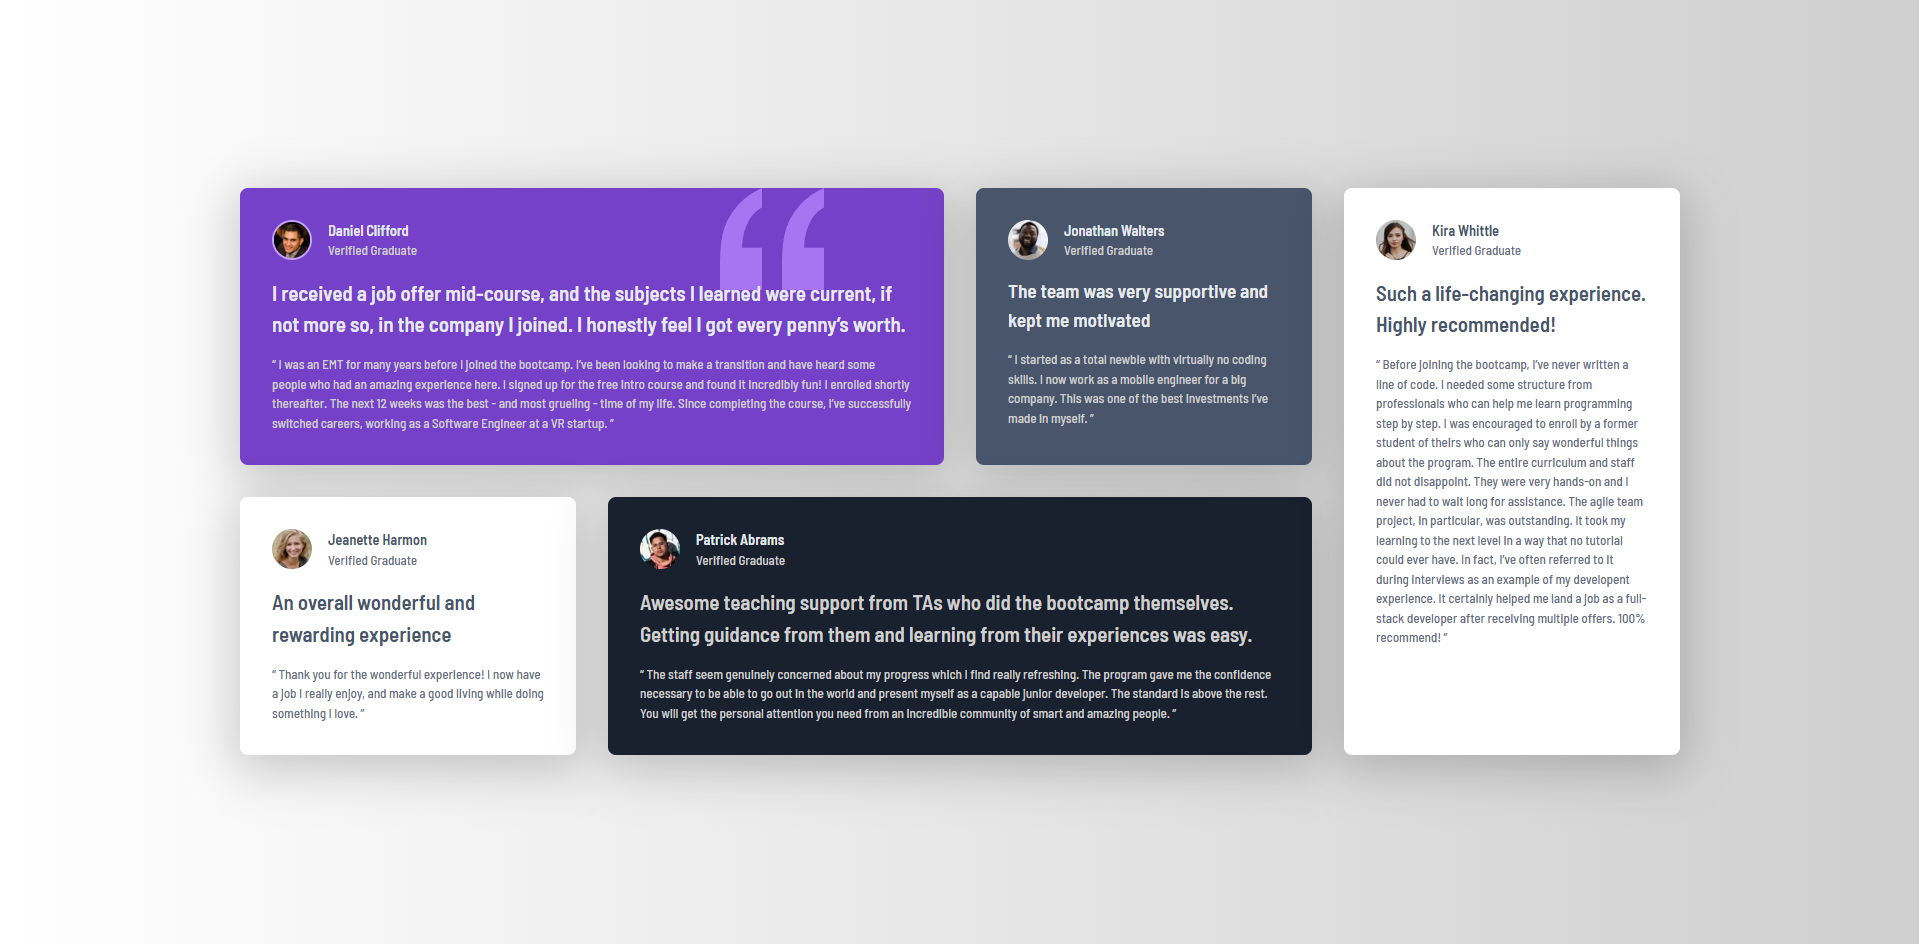 Daniel Clifford
Verified Graduate
I received a job offer mid-course, and the subjects I learned were current, if
not more so, in the company I joined. I honestly feel I got every penny’s worth.
“ I was an EMT for many years before I joined the bootcamp. I’ve been looking to make a transition and have heard some
people who had an amazing experience here. I signed up for the free intro course and found it incredibly fun! I enrolled shortly
thereafter. The next 12 weeks was the best – and most grueling – time of my life. Since completing the course, I’ve successfully
switched careers, working as a Software Engineer at a VR startup. ”
Jonathan Walters
Verified Graduate
The team was very supportive and
kept me motivated
“ I started as a total newbie with virtually no coding
skills. I now work as a mobile engineer for a big
company. This was one of the best investments I’ve
made in myself. ”
Kira Whittle
Verified Graduate
Such a life-changing experience.
Highly recommended!
“ Before joining the bootcamp, I’ve never written a
line of code. I needed some structure from
professionals who can help me learn programming
step by step. I was encouraged to enroll by a former
student of theirs who can only say wonderful things
about the program. The entire curriculum and staff
did not disappoint. They were very hands-on and I
never had to wait long for assistance. The agile team
project, in particular, was outstanding. It took my
learning to the next level in a way that no tutorial
could ever have. In fact, I’ve often referred to it
during interviews as an example of my developent
experience. It certainly helped me land a job as a full-
stack developer after receiving multiple offers. 100%
recommend! ”
Jeanette Harmon
Verified Graduate
An overall wonderful and
rewarding experience
“ Thank you for the wonderful experience! I now have
a job I really enjoy, and make a good living while doing
something I love. ”
Patrick Abrams
Verified Graduate
Awesome teaching support from TAs who did the bootcamp themselves.
Getting guidance from them and learning from their experiences was easy.
“ The staff seem genuinely concerned about my progress which I find really refreshing. The program gave me the confidence
necessary to be able to go out in the world and present myself as a capable junior developer. The standard is above the rest.
You will get the personal attention you need from an incredible community of smart and amazing people. ”